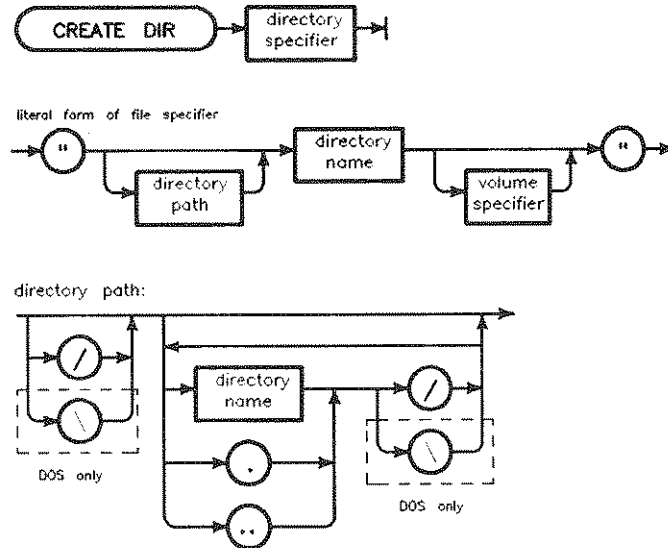 CREATE DIR
directory
specifier
literal form of file specifier
"
directory
path
directory
name
volume
specifier
"
directory path:
/
\
DOS only
directory
name
.
..
/
\
DOS only